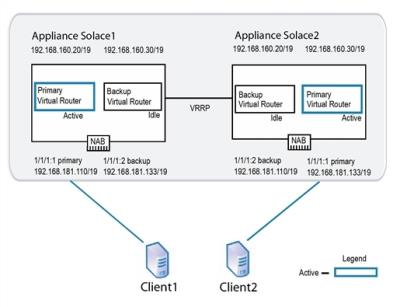 Appliance Solace1
192.168.160.20/19 192.168.160.30/19
Primary
Virtual Router
Active
Backup
Virtual Router
Idle
NAB
1/1/1:1 primary
192.168.181.110/19
1/1/1:2 backup
192.168.181.133/19
VRRP
Appliance Solace2
192.168.160.20/19 192.168.160.30/19
Backup
Virtual Router
Idle
Primary
Virtual Router
Active
NAB
1/1/1:2 backup
192.168.181.110/19
1/1/1:1 primary
192.168.181.133/19
Client1
Client2
Legend
Active